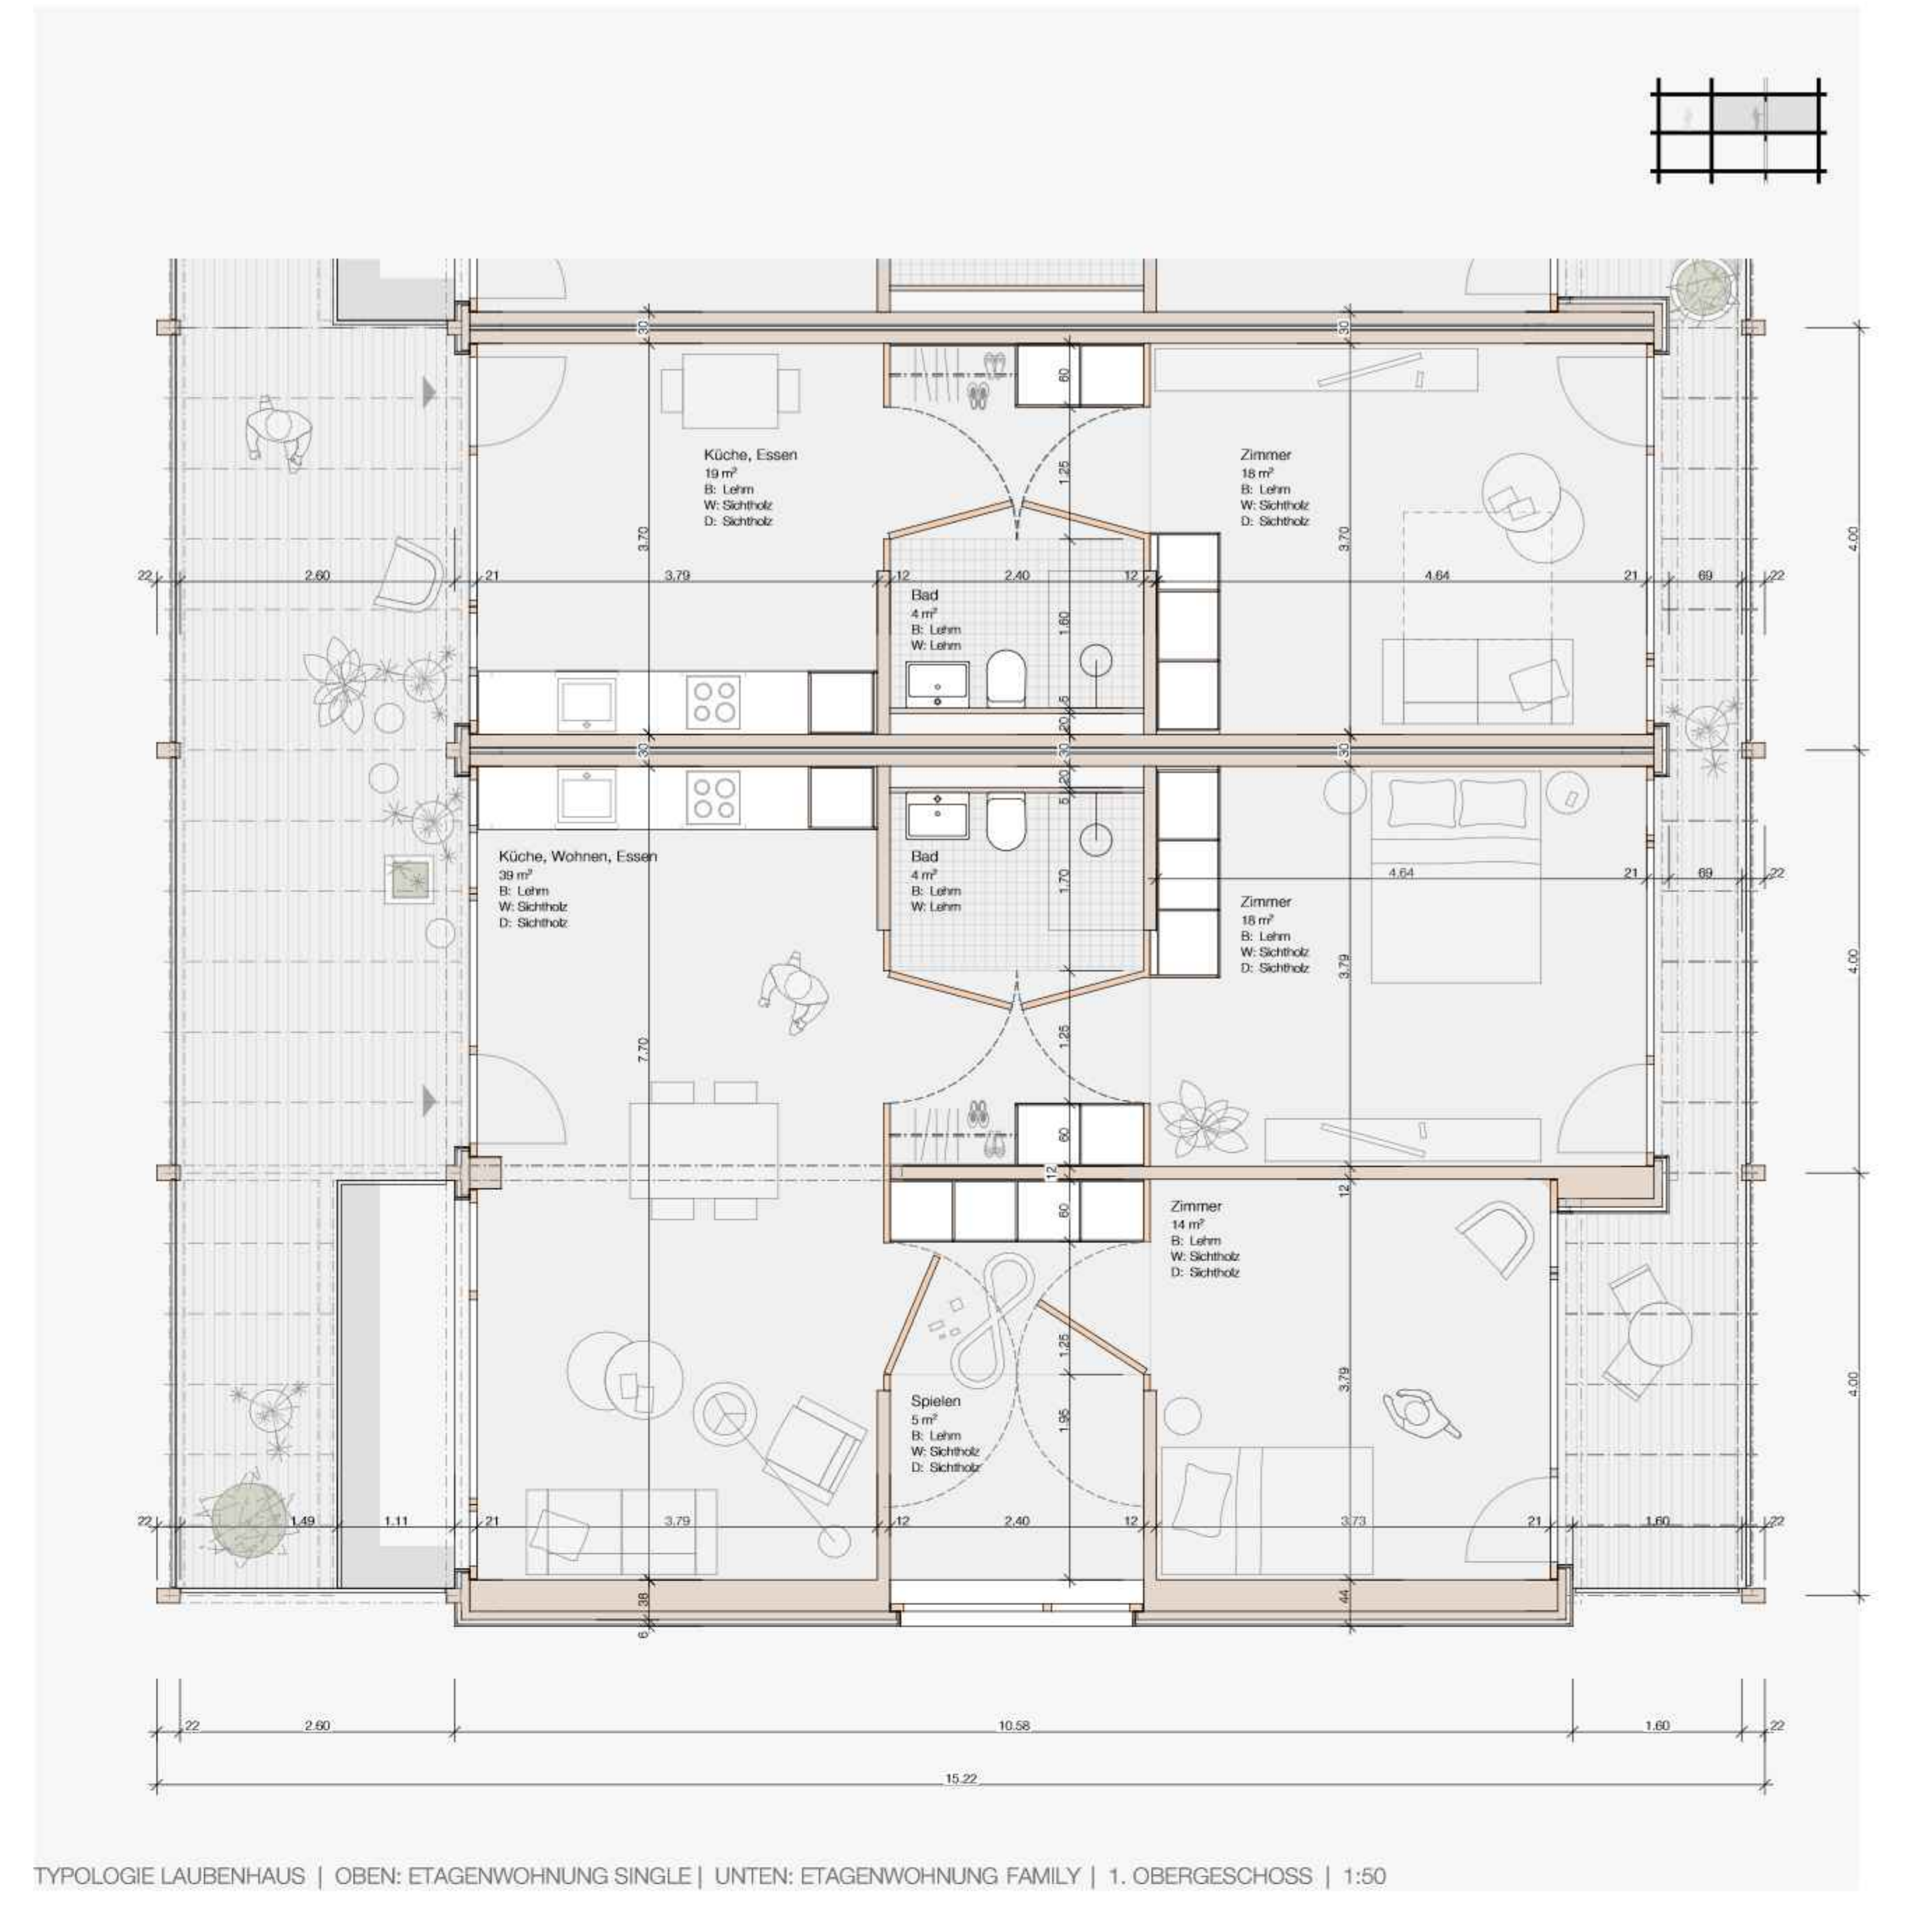 30
30
60
Küche, Essen
19 m²
B: Lehm
W: Sichtholz
D: Sichtholz
Zimmer
18 m²
B: Lehm
W: Sichtholz
D: Sichtholz
1.25
3.70
3.70
4.00
22
2.60
21
3.79
12
2.40
12
4.64
21
69
22
Bad
4 m²
B: Lehm
W: Lehm
1.60
5
20
30
30
30
20
5
Küche, Wohnen, Essen
39 m²
B: Lehm
W: Sichtholz
D: Sichtholz
Bad
4 m²
B: Lehm
W: Lehm
1.70
4.64
21
69
22
Zimmer
18 m²
B: Lehm
W: Sichtholz
D: Sichtholz
3.79
4.00
7.70
1.25
60
12
12
60
Zimmer
14 m²
B: Lehm
W: Sichtholz
D: Sichtholz
1.25
3.79
4.00
Spielen
5 m²
B: Lehm
W: Sichtholz
D: Sichtholz
1.95
22
1.49
1.11
21
3.79
12
2.40
12
3.73
21
1.60
22
38
44
6
22
2.60
10.58
1.60
22
15.22
TYPOLOGIE LAUBENHAUS | OBEN: ETAGENWOHNUNG SINGLE | UNTEN: ETAGENWOHNUNG FAMILY | 1. OBERGESCHOSS | 1:50